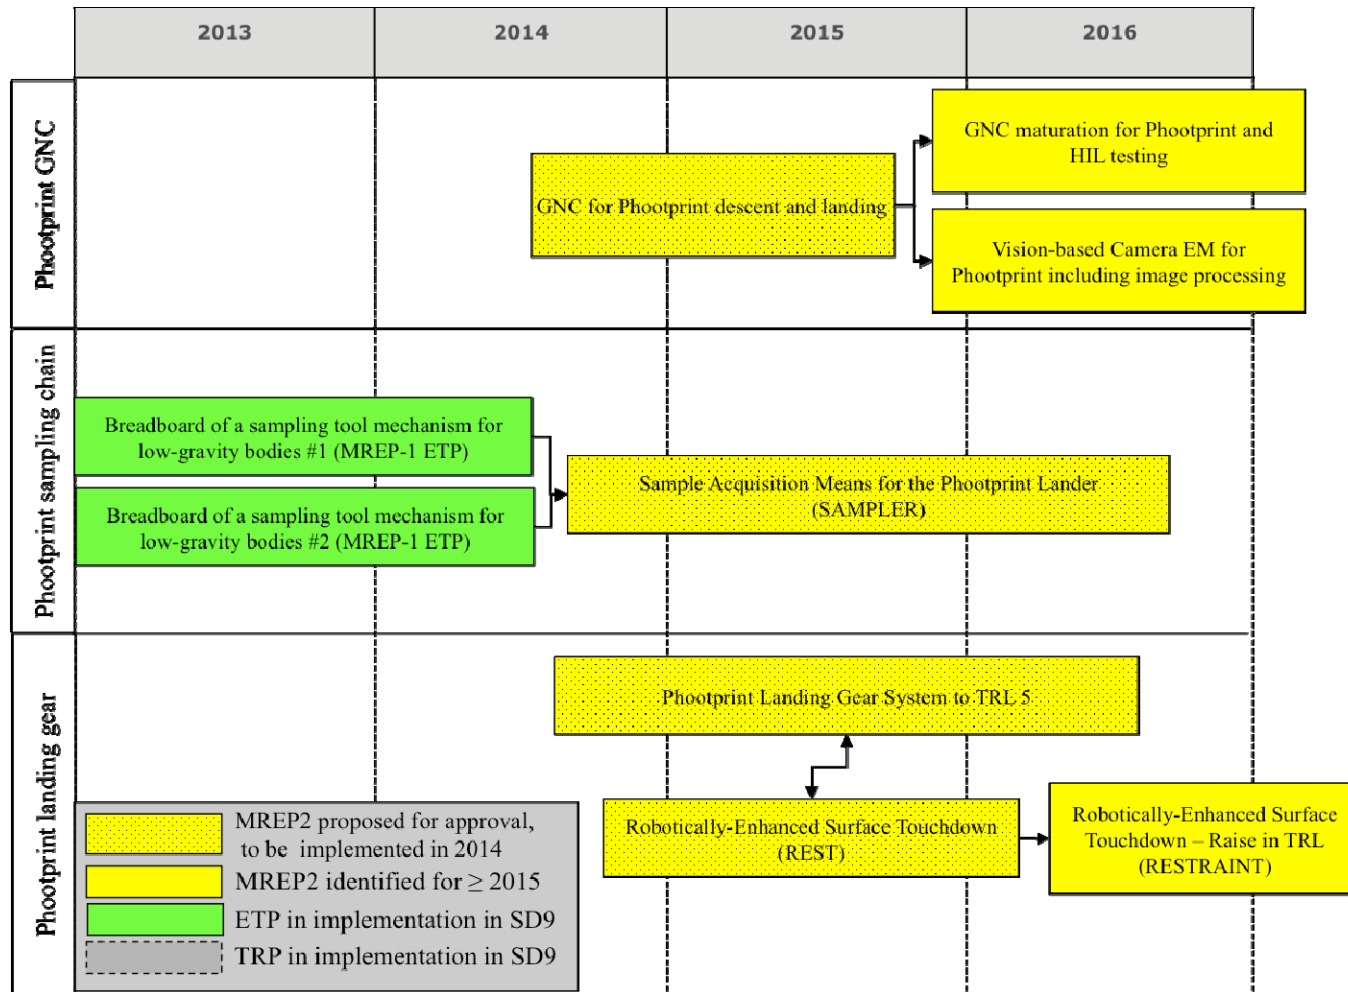 2013
2014
2015
2016
Phootprint GNC
GNC for Phootprint descent and landing
GNC maturation for Phootprint and
HIL testing
Vision-based Camera EM for
Phootprint including image processing
Phootprint sampling chain
Breadboard of a sampling tool mechanism for
low-gravity bodies #1 (MREP-1 ETP)
Breadboard of a sampling tool mechanism for
low-gravity bodies #2 (MREP-1 ETP)
Sample Acquisition Means for the Phootprint Lander
(SAMPLER)
Phootprint landing gear
Phootprint Landing Gear System to TRL 5
Robotically-Enhanced Surface Touchdown
(REST)
Robotically-Enhanced Surface
Touchdown – Raise in TRL
(RESTRAINT)
MREP2 proposed for approval,
to be implemented in 2014
MREP2 identified for ≥ 2015
ETP in implementation in SD9
TRP in implementation in SD9